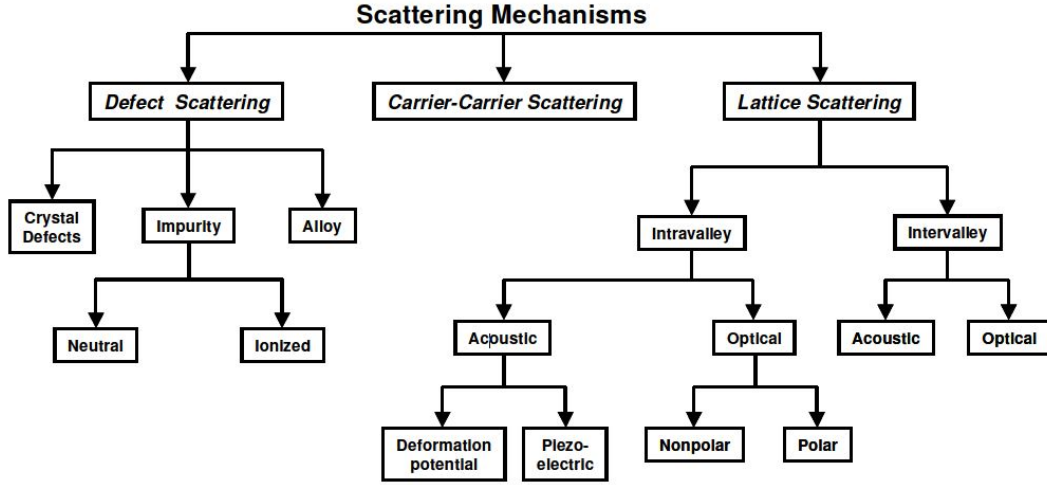 Scattering Mechanisms
Defect Scattering
Carrier-Carrier Scattering
Lattice Scattering
Crystal
Defects
Impurity
Alloy
Intravalley
Intervalley
Neutral
Ionized
Acoustic
Optical
Acoustic
Optical
Deformation
potential
Piezo-
electric
Nonpolar
Polar